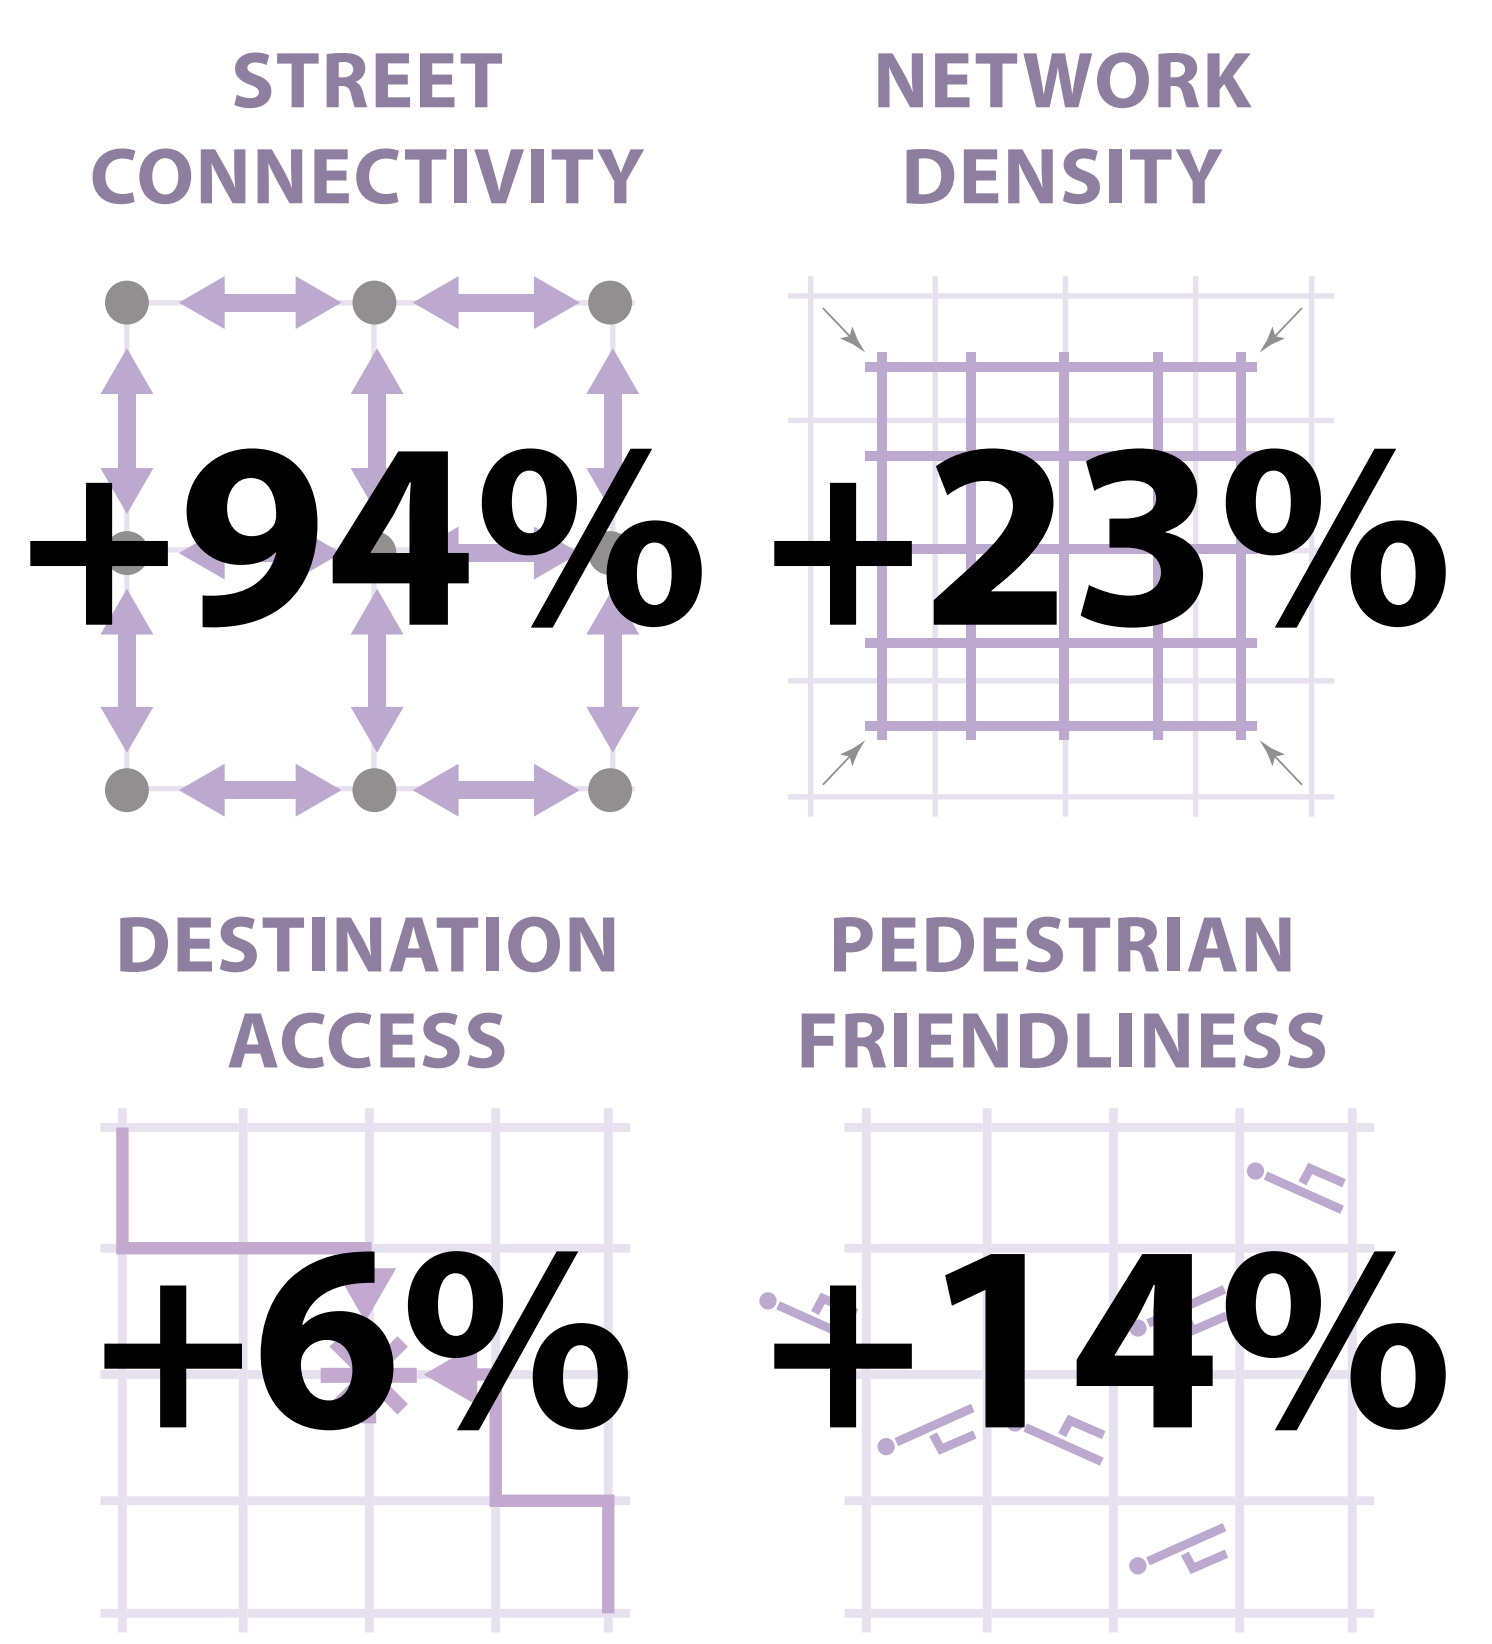 STREET
CONNECTIVITY
+94%
NETWORK
DENSITY
+23%
DESTINATION
ACCESS
+6%
PEDESTRIAN
FRIENDLINESS
+14%